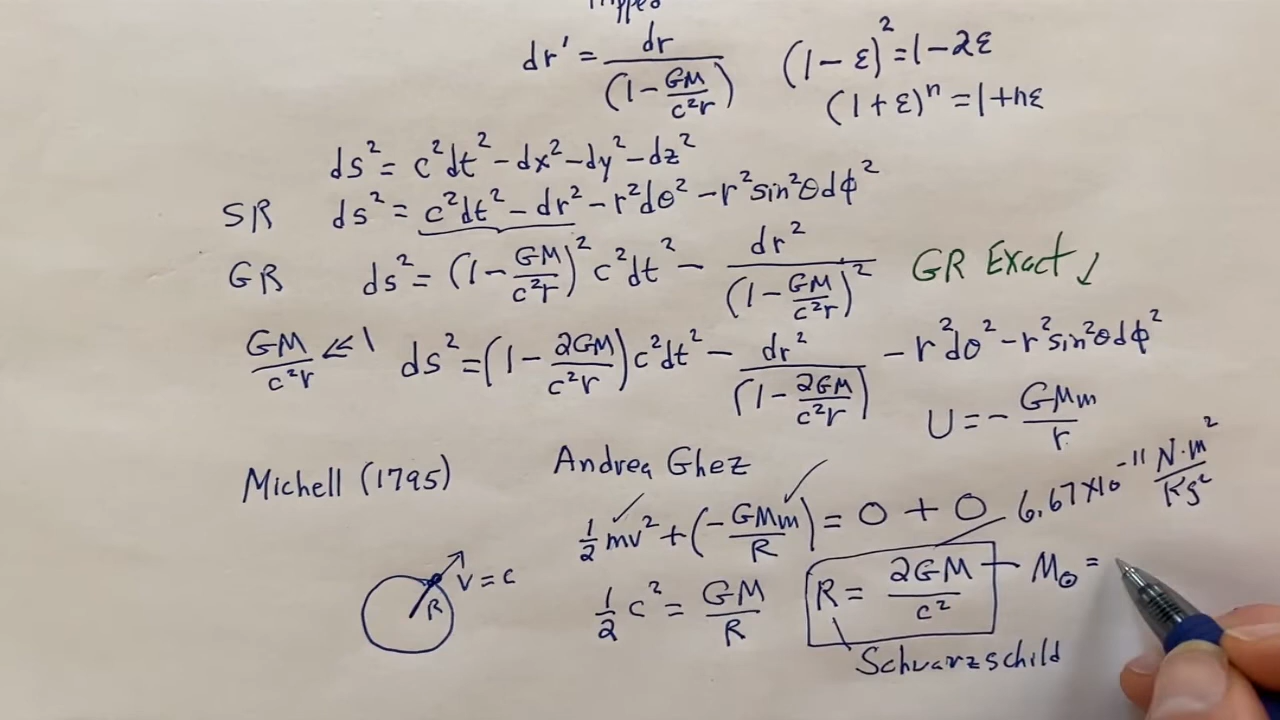 dr' = dr / (1 - GM/c²r)    (1 - ε)² = 1 - 2ε
(1 + ε)ⁿ = 1 + nε
ds² = c²dt² - dx² - dy² - dz²
SR ds² = c²dt² - dr² - r²dθ² - r²sin²θdϕ²
GR ds² = (1 - GM/c²r)² c²dt² - dr² / (1 - GM/c²r)² GR Exact ↓
GM/c²r << 1 ds² = (1 - 2GM/c²r) c²dt² - dr² / (1 - 2GM/c²r) - r²dθ² - r²sin²θdϕ²
U = - GMm/r
Michell (1795) Andrea Ghez
½mv² + (- GMm/R) = 0 + 0 6.67×10⁻¹¹ N·m²/Kg²
v = c R ½c² = GM/R R = 2GM/c² M⊙ =
Schwarzschild